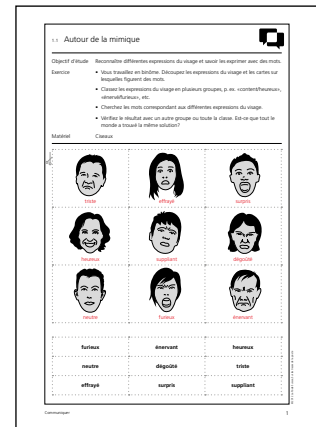 1.1 Autour de la mimique
Objectif d'étude Reconnaître différentes expressions du visage et savoir les exprimer avec des mots.
Exercice • Vous travaillez en binôme. Découpez les expressions du visage et les cartes sur
lesquelles figurent des mots.
• Classez les expressions du visage en plusieurs groupes, p. ex. «content/heureux»,
«énervé/furieux», etc.
• Cherchez les mots correspondant aux différentes expressions du visage.
• Vérifiez le résultat avec un autre groupe ou toute la classe. Est-ce que tout le
monde a trouvé la même solution?
Matériel Ciseaux
triste effrayé surpris
heureux suppliant dégoûté
neutre furieux énervant
furieux énervant heureux
neutre dégoûté triste
effrayé surpris suppliant
Communiquer 1